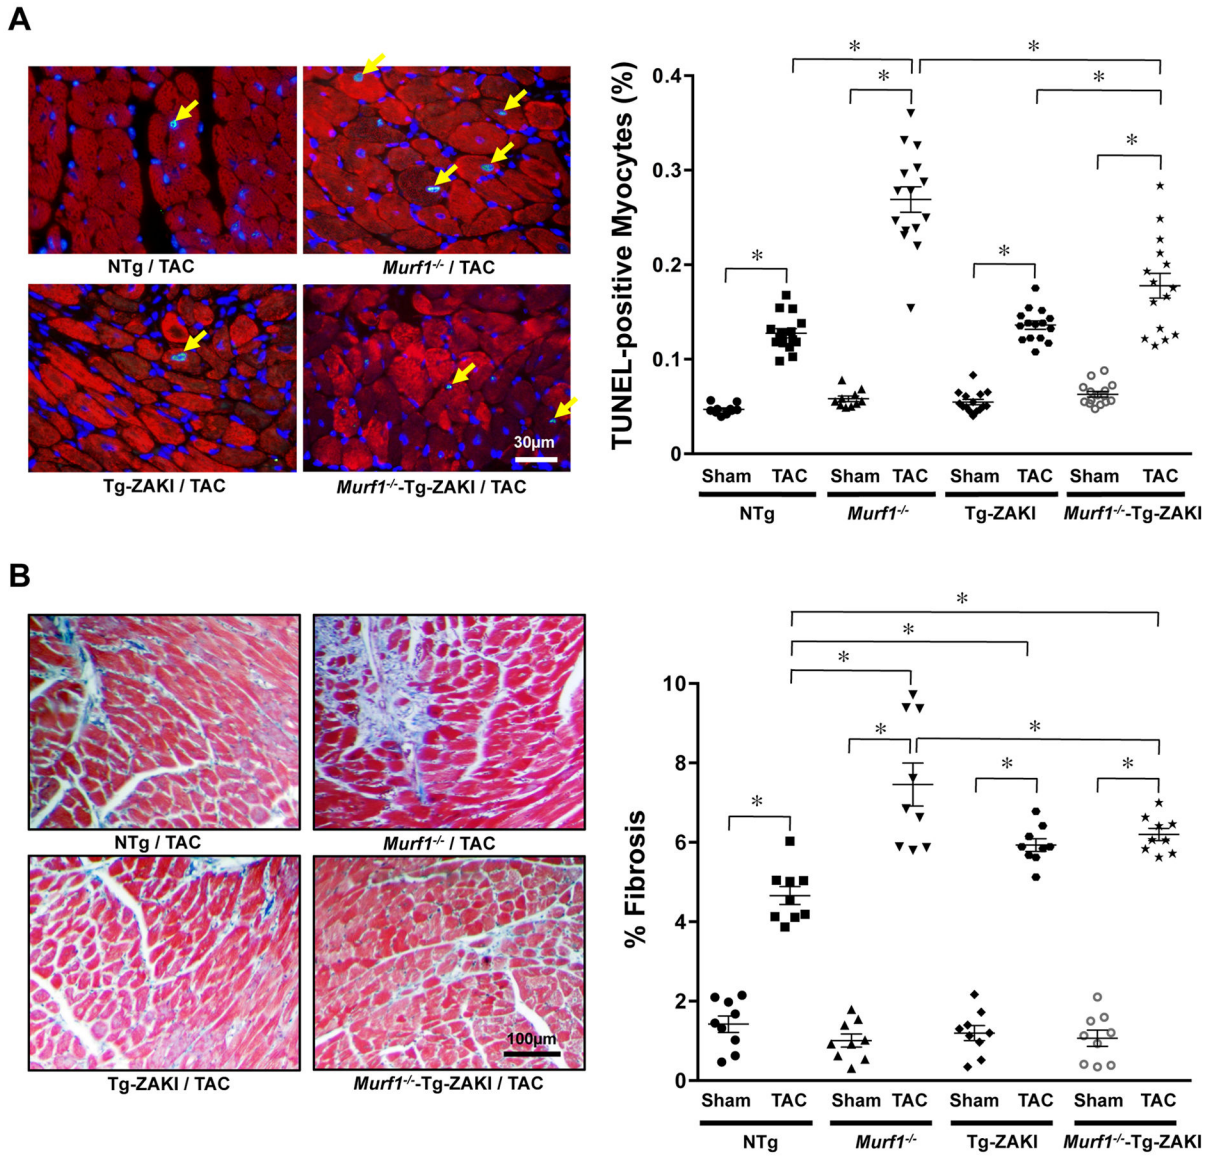 A
NTg / TAC
Murf1-/- / TAC
Tg-ZAKI / TAC
30μm
Murf1-/--Tg-ZAKI / TAC
TUNEL-positive Myocytes (%)
0.4
0.3
0.2
0.1
0
* * * * * * *
Sham TAC Sham TAC Sham TAC Sham TAC
NTg Murf1-/- Tg-ZAKI Murf1-/--Tg-ZAKI
B
NTg / TAC
Murf1-/- / TAC
Tg-ZAKI / TAC
100μm
Murf1-/--Tg-ZAKI / TAC
% Fibrosis
10
8
6
4
2
0
* * * * * * * *
Sham TAC Sham TAC Sham TAC Sham TAC
NTg Murf1-/- Tg-ZAKI Murf1-/--Tg-ZAKI